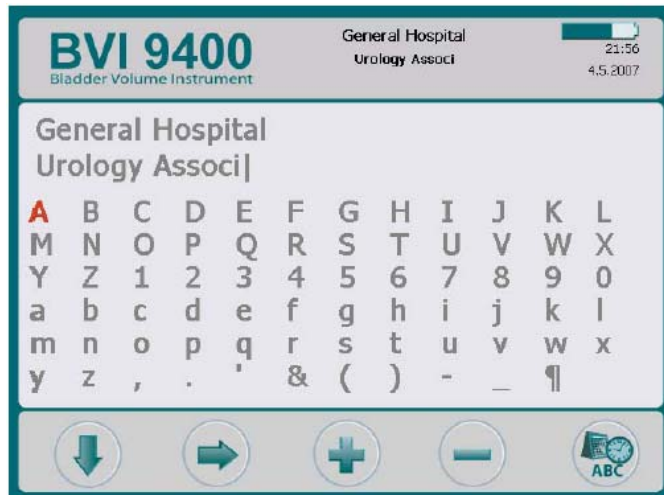 BVI 9400
Bladder Volume Instrument
General Hospital
Urology Associ
21:56
4.5.2007
General Hospital
Urology Associ|
A B C D E F G H I J K L
M N O P Q R S T U V W X
Y Z 1 2 3 4 5 6 7 8 9 0
a b c d e f g h i j k l
m n o p q r s t u v w x
y z , . ' & ( ) - _ ¶
ABC